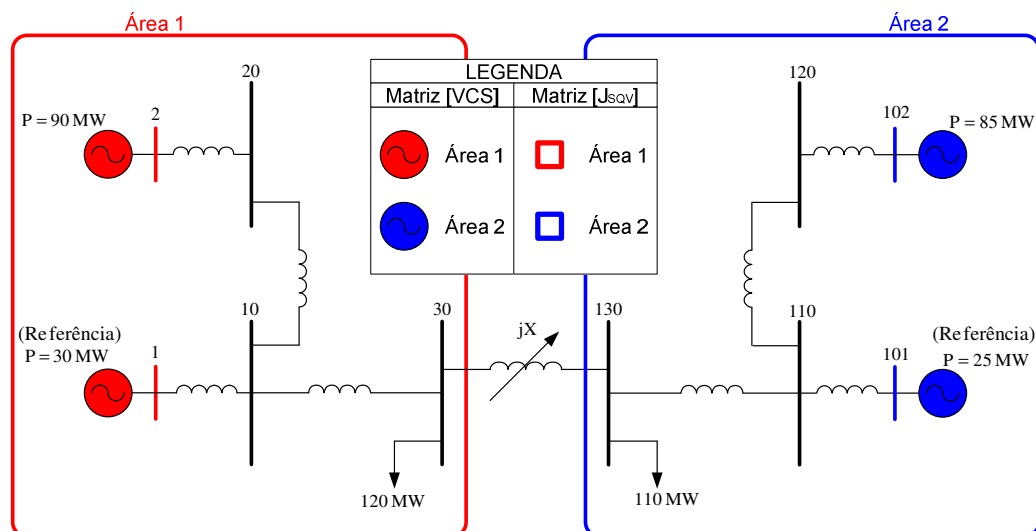 Área 1
Área 2
20
120
LEGENDA
Matriz [VCS]
Matriz [JSQV]
P = 90 MW
2
102
P = 85 MW
Área 1
Área 1
Área 2
Área 2
10
30
130
110
(Referência)
P = 30 MW
1
jX
(Referência)
P = 25 MW
101
120 MW
110 MW